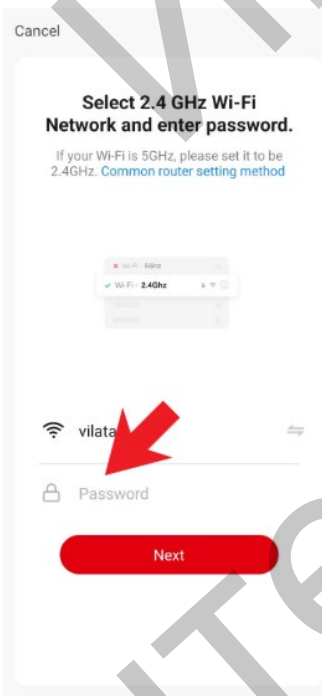 Cancel
Select 2.4 GHz Wi-Fi
Network and enter password.
If your Wi-Fi is 5GHz, please set it to be
2.4GHz. Common router setting method
Wi-Fi - 5Ghz
Wi-Fi - 2.4Ghz
vilata
Password
Next